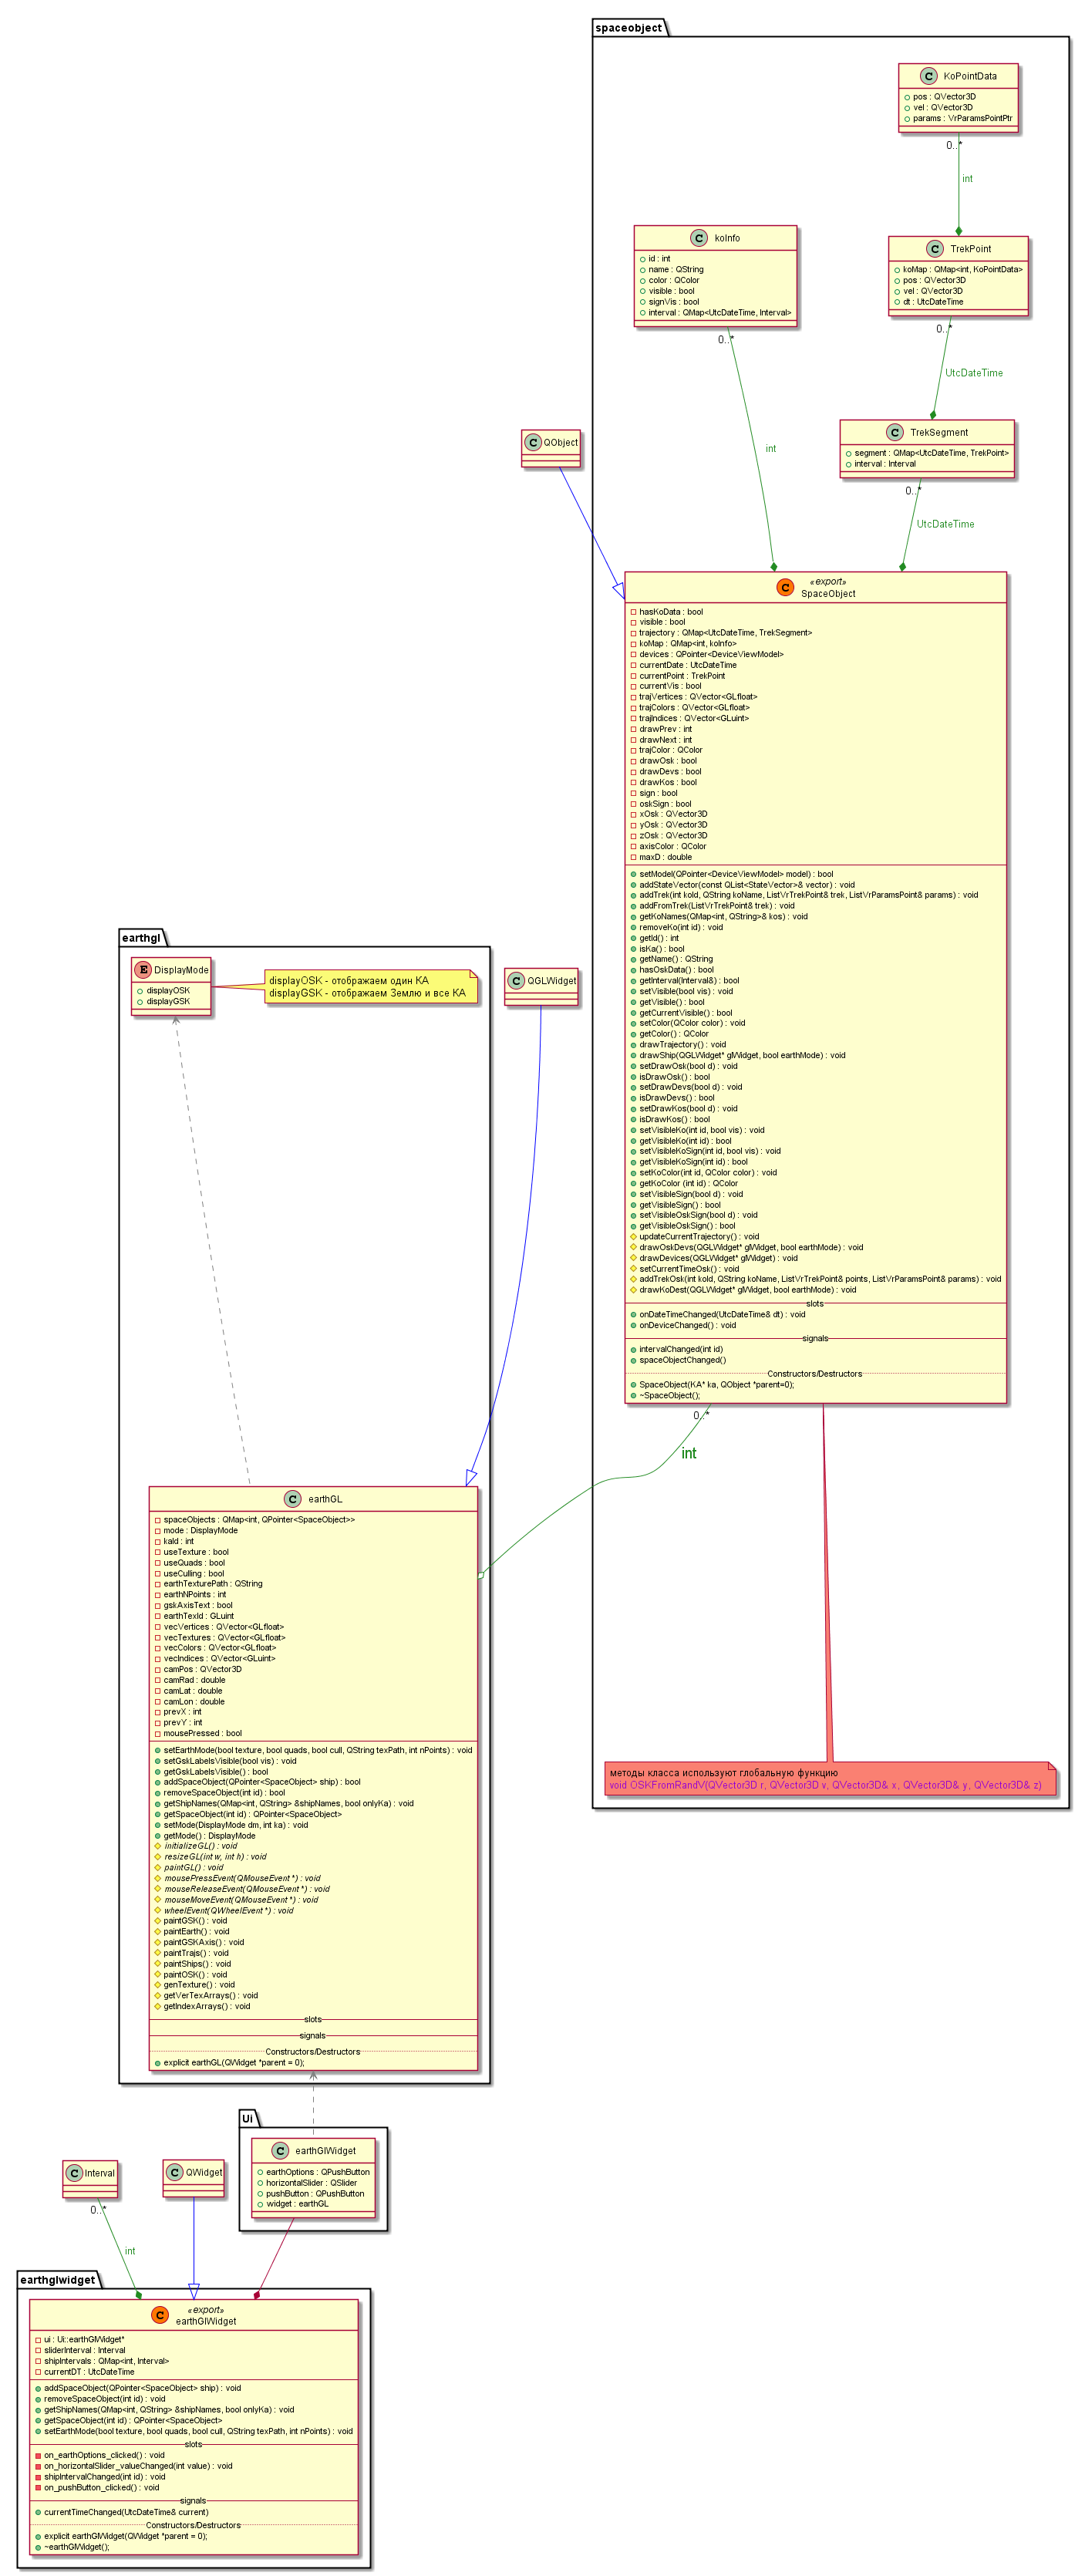 spaceobject
C KoPointData
pos : QVector3D
vel : QVector3D
params : VrParamsPointPtr
0..*
int
C koInfo
id : int
name : QString
color : QColor
visible : bool
signVis : bool
interval : QMap<UtcDateTime, Interval>
0..*
int
C TrekPoint
koMap : QMap<int, KoPointData>
pos : QVector3D
vel : QVector3D
dt : UtcDateTime
0..*
UtcDateTime
C QObject
C TrekSegment
segment : QMap<UtcDateTime, TrekPoint>
interval : Interval
0..*
UtcDateTime
C «export»
SpaceObject
hasKoData : bool
visible : bool
trajectory : QMap<UtcDateTime, TrekSegment>
koMap : QMap<int, koInfo>
devices : QPointer<DeviceViewModel>
currentDate : UtcDateTime
currentPoint : TrekPoint
currentVis : bool
trajVertices : QVector<GLfloat>
trajColors : QVector<GLfloat>
trajIndices : QVector<GLuint>
drawPrev : int
drawNext : int
trajColor : QColor
drawOsk : bool
drawDevs : bool
drawKos : bool
sign : bool
oskSign : bool
xOsk : QVector3D
yOsk : QVector3D
zOsk : QVector3D
axisColor : QColor
maxD : double
setModel(QPointer<DeviceViewModel> model) : bool
addStateVector(const QList<StateVector>& vector) : void
addTrek(int koId, QString koName, ListVrTrekPoint& trek, ListVrParamsPoint& params) : void
addFromTrek(ListVrTrekPoint& trek) : void
getKoNames(QMap<int, QString>& kos) : void
removeKo(int id) : void
getId() : int
isKa() : bool
getName() : QString
hasOskData() : bool
getInterval(Interval&) : bool
setVisible(bool vis) : void
getVisible() : bool
getCurrentVisible() : bool
setColor(QColor color) : void
getColor() : QColor
drawTrajectory() : void
drawShip(QGLWidget* glWidget, bool earthMode) : void
setDrawOsk(bool d) : void
isDrawOsk() : bool
setDrawDevs(bool d) : void
isDrawDevs() : bool
setDrawKos(bool d) : void
isDrawKos() : bool
setVisibleKo(int id, bool vis) : void
getVisibleKo(int id) : bool
setVisibleKoSign(int id, bool vis) : void
getVisibleKoSign(int id) : bool
setKoColor(int id, QColor color) : void
getKoColor (int id) : QColor
setVisibleSign(bool d) : void
getVisibleSign() : bool
setVisibleOskSign(bool d) : void
getVisibleOskSign() : bool
updateCurrentTrajectory() : void
drawOskDevs(QGLWidget* glWidget, bool earthMode) : void
drawDevices(QGLWidget* glWidget) : void
setCurrentTimeOsk() : void
addTrekOsk(int koId, QString koName, ListVrTrekPoint& points, ListVrParamsPoint& params) : void
drawKoDest(QGLWidget* glWidget, bool earthMode) : void
slots
onDateTimeChanged(UtcDateTime& dt) : void
onDeviceChanged() : void
signals
intervalChanged(int id)
spaceObjectChanged()
Constructors/Destructors
SpaceObject(KA* ka, QObject *parent=0);
~SpaceObject();
0..*
int
earthgl
E DisplayMode
displayOSK
displayGSK
displayOSK - отображаем один КА
displayGSK - отображаем Землю и все КА
C QGLWidget
C earthGL
spaceObjects : QMap<int, QPointer<SpaceObject>>
mode : DisplayMode
kaId : int
useTexture : bool
useQuads : bool
useCulling : bool
earthTexturePath : QString
earthNPoints : int
gskAxisText : bool
earthTexId : GLuint
vecVertices : QVector<GLfloat>
vecTextures : QVector<GLfloat>
vecColors : QVector<GLfloat>
vecIndices : QVector<GLuint>
camPos : QVector3D
camRad : double
camLat : double
camLon : double
prevX : int
prevY : int
mousePressed : bool
setEarthMode(bool texture, bool quads, bool cull, QString texPath, int nPoints) : void
setGskLabelsVisible(bool vis) : void
getGskLabelsVisible() : bool
addSpaceObject(QPointer<SpaceObject> ship) : bool
removeSpaceObject(int id) : bool
getShipNames(QMap<int, QString> &shipNames, bool onlyKa) : void
getSpaceObject(int id) : QPointer<SpaceObject>
setMode(DisplayMode dm, int ka) : void
getMode() : DisplayMode
initializeGL() : void
resizeGL(int w, int h) : void
paintGL() : void
mousePressEvent(QMouseEvent *) : void
mouseReleaseEvent(QMouseEvent *) : void
mouseMoveEvent(QMouseEvent *) : void
wheelEvent(QWheelEvent *) : void
paintGSK() : void
paintEarth() : void
paintGSKAxis() : void
paintTrajs() : void
paintShips() : void
paintOSK() : void
genTexture() : void
getVerTexArrays() : void
getIndexArrays() : void
slots
signals
Constructors/Destructors
explicit earthGL(QWidget *parent = 0);
методы класса используют глобальную функцию
void OSKFromRandV(QVector3D r, QVector3D v, QVector3D& x, QVector3D& y, QVector3D& z)
Ui
C earthGlWidget
earthOptions : QPushButton
horizontalSlider : QSlider
pushButton : QPushButton
widget : earthGL
C Interval
0..*
int
C QWidget
earthglwidget
C «export»
earthGlWidget
ui : Ui::earthGlWidget*
sliderInterval : Interval
shipIntervals : QMap<int, Interval>
currentDT : UtcDateTime
addSpaceObject(QPointer<SpaceObject> ship) : void
removeSpaceObject(int id) : void
getShipNames(QMap<int, QString> &shipNames, bool onlyKa) : void
getSpaceObject(int id) : QPointer<SpaceObject>
setEarthMode(bool texture, bool quads, bool cull, QString texPath, int nPoints) : void
slots
on_earthOptions_clicked() : void
on_horizontalSlider_valueChanged(int value) : void
shipIntervalChanged(int id) : void
on_pushButton_clicked() : void
signals
currentTimeChanged(UtcDateTime& current)
Constructors/Destructors
explicit earthGlWidget(QWidget *parent = 0);
~earthGlWidget();